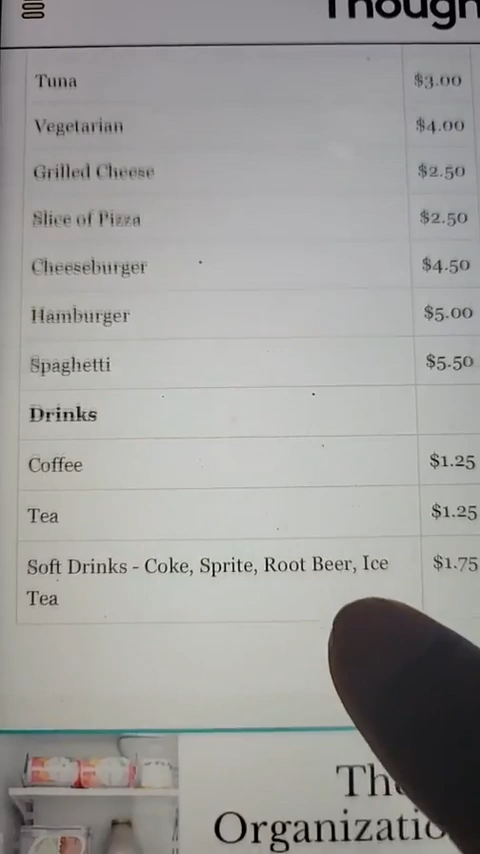 Though
Tuna $3.00
Vegetarian $4.00
Grilled Cheese $2.50
Slice of Pizza $2.50
Cheeseburger $4.50
Hamburger $5.00
Spaghetti $5.50
Drinks
Coffee $1.25
Tea $1.25
Soft Drinks - Coke, Sprite, Root Beer, Ice $1.75
Tea
Organizatio